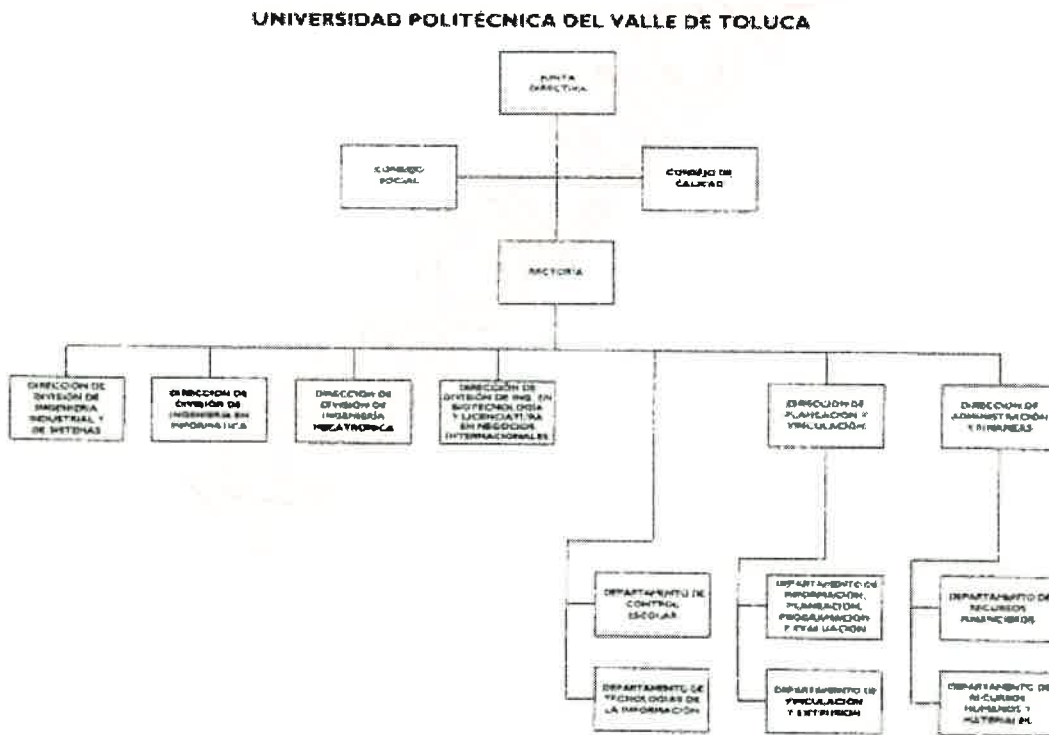 UNIVERSIDAD POLITÉCNICA DEL VALLE DE TOLUCA
JUNTA
DIRECTIVA
CONSEJO
SOCIAL
CONSEJO DE
CALIDAD
RECTORÍA
DIRECCIÓN DE
DIVISIÓN DE
INGENIERÍA
INDUSTRIAL Y
DE SISTEMAS
DIRECCIÓN DE
DIVISIÓN DE
INGENIERÍA EN
INFORMÁTICA
DIRECCIÓN DE
DIVISIÓN DE
INGENIERÍA
MECATRÓNICA
DIRECCIÓN DE
DIVISIÓN DE ING. EN
BIOTECNOLOGÍA
Y LICENCIATURA
EN NEGOCIOS
INTERNACIONALES
DIRECCIÓN DE
PLANEACIÓN Y
VINCULACIÓN
DIRECCIÓN DE
ADMINISTRACIÓN
Y FINANZAS
DEPARTAMENTO DE
CONTROL
ESCOLAR
DEPARTAMENTO DE
INFORMACIÓN,
PLANEACIÓN,
PROGRAMACIÓN
Y EVALUACIÓN
DEPARTAMENTO DE
RECURSOS
FINANCIEROS
DEPARTAMENTO DE
TECNOLOGÍAS DE
LA INFORMACIÓN
DEPARTAMENTO DE
VINCULACIÓN
Y EXTENSIÓN
DEPARTAMENTO DE
RECURSOS
HUMANOS Y